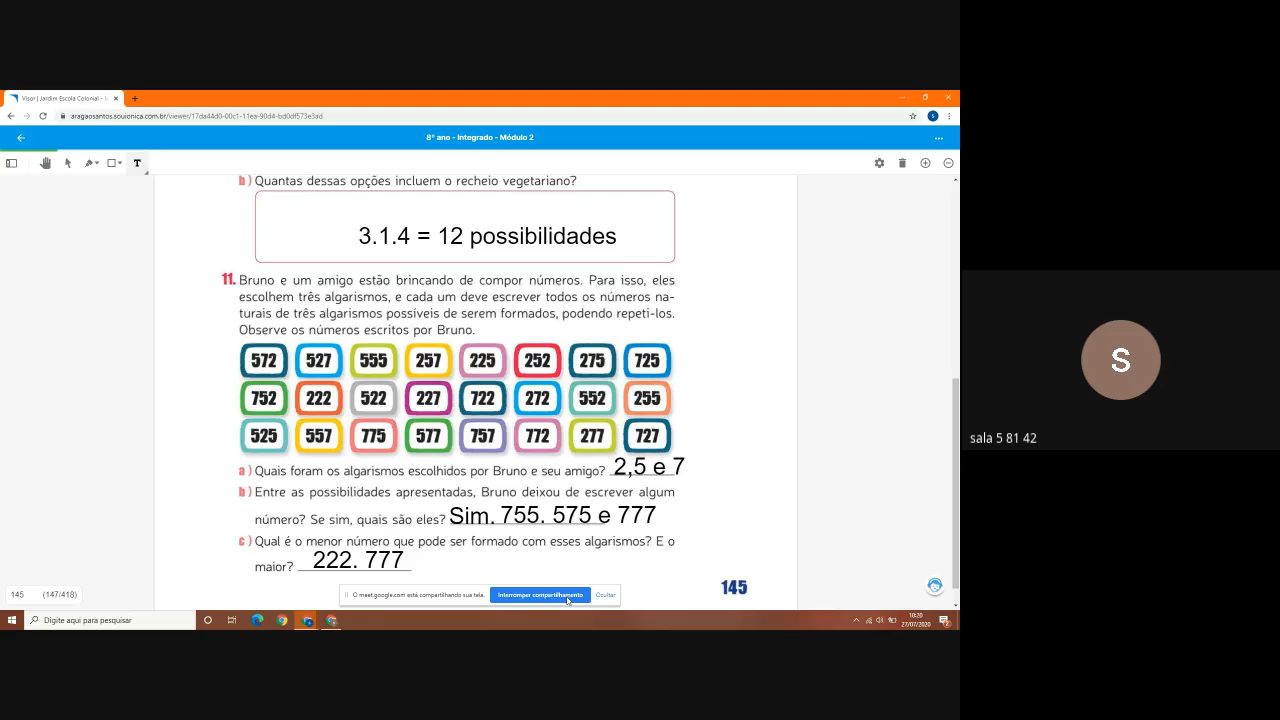 Visor | Jardim Escola Colonial - I
aragaosantos.souionica.com.br/viewer/17da44d0-00c1-11ea-90d4-bd0df573e3ad
8º ano - Integrado - Módulo 2
T
b) Quantas dessas opções incluem o recheio vegetariano?
3.1.4 = 12 possibilidades
11. Bruno e um amigo estão brincando de compor números. Para isso, eles
escolhem três algarismos, e cada um deve escrever todos os números na-
turais de três algarismos possíveis de serem formados, podendo repeti-los.
Observe os números escritos por Bruno.
572 527 555 257 225 252 275 725
752 222 522 227 722 272 552 255
525 557 775 577 757 772 277 727
a) Quais foram os algarismos escolhidos por Bruno e seu amigo? 2,5 e 7
b) Entre as possibilidades apresentadas, Bruno deixou de escrever algum
número? Se sim, quais são eles? Sim. 755. 575 e 777
c) Qual é o menor número que pode ser formado com esses algarismos? E o
maior? 222. 777
145
145 (147/418)
O meet.google.com está compartilhando sua tela. Interromper compartilhamento Ocultar
Digite aqui para pesquisar
10:20
27/07/2020
S
sala 5 81 42